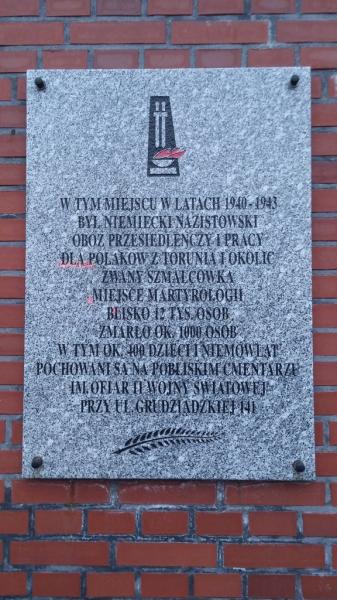 W TYM MIEJSCU W LATACH 1940-1943
BYŁ NIEMIECKI NAZISTOWSKI
OBÓZ PRZESIEDLEŃCZY I PRACY
DLA POLAKÓW Z TORUNIA I OKOLIC
ZWANY SZMALCÓWKA
MIEJSCE MARTYROLOGII
BLISKO 12 TYS. OSÓB
ZMARŁO OK. 1000 OSÓB
W TYM OK. 400 DZIECI I NIEMOWLĄT
POCHOWANI SĄ NA POBLISKIM CMENTARZU
IM. OFIAR II WOJNY ŚWIATOWEJ
PRZY UL. GRUDZIĄDZKIEJ 141